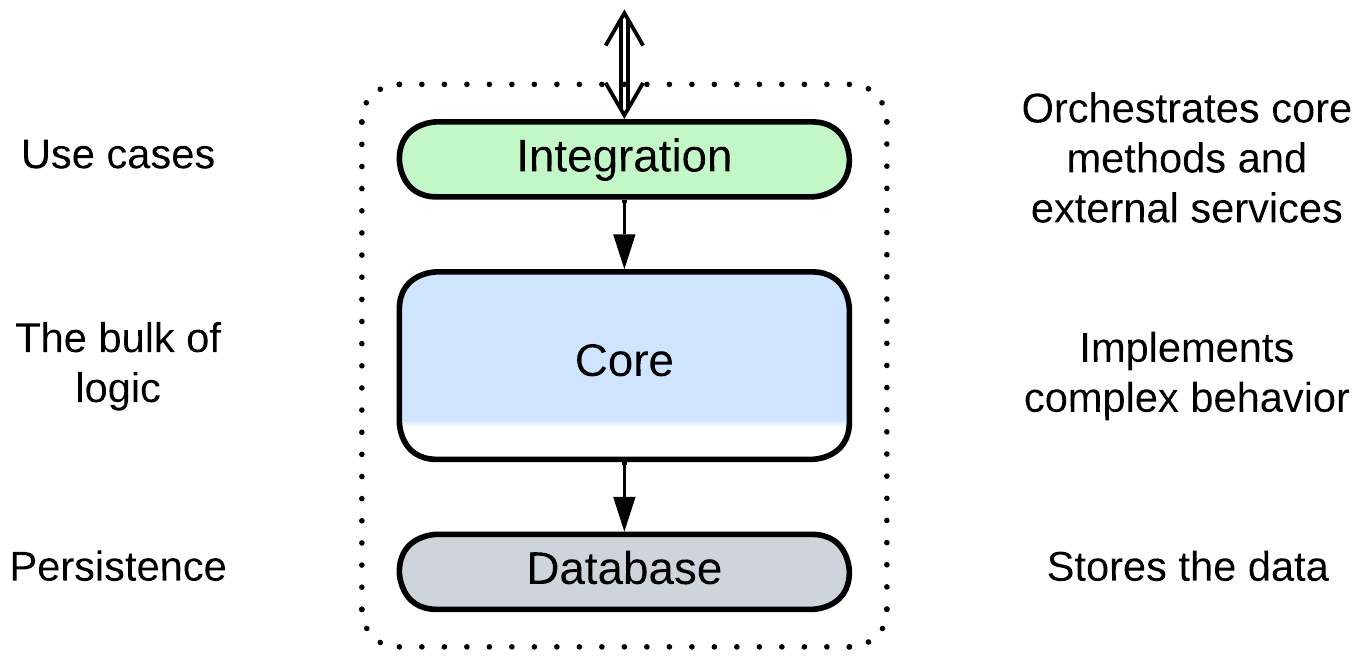 Use cases
Integration
Orchestrates core
methods and
external services
The bulk of
logic
Core
Implements
complex behavior
Persistence
Database
Stores the data